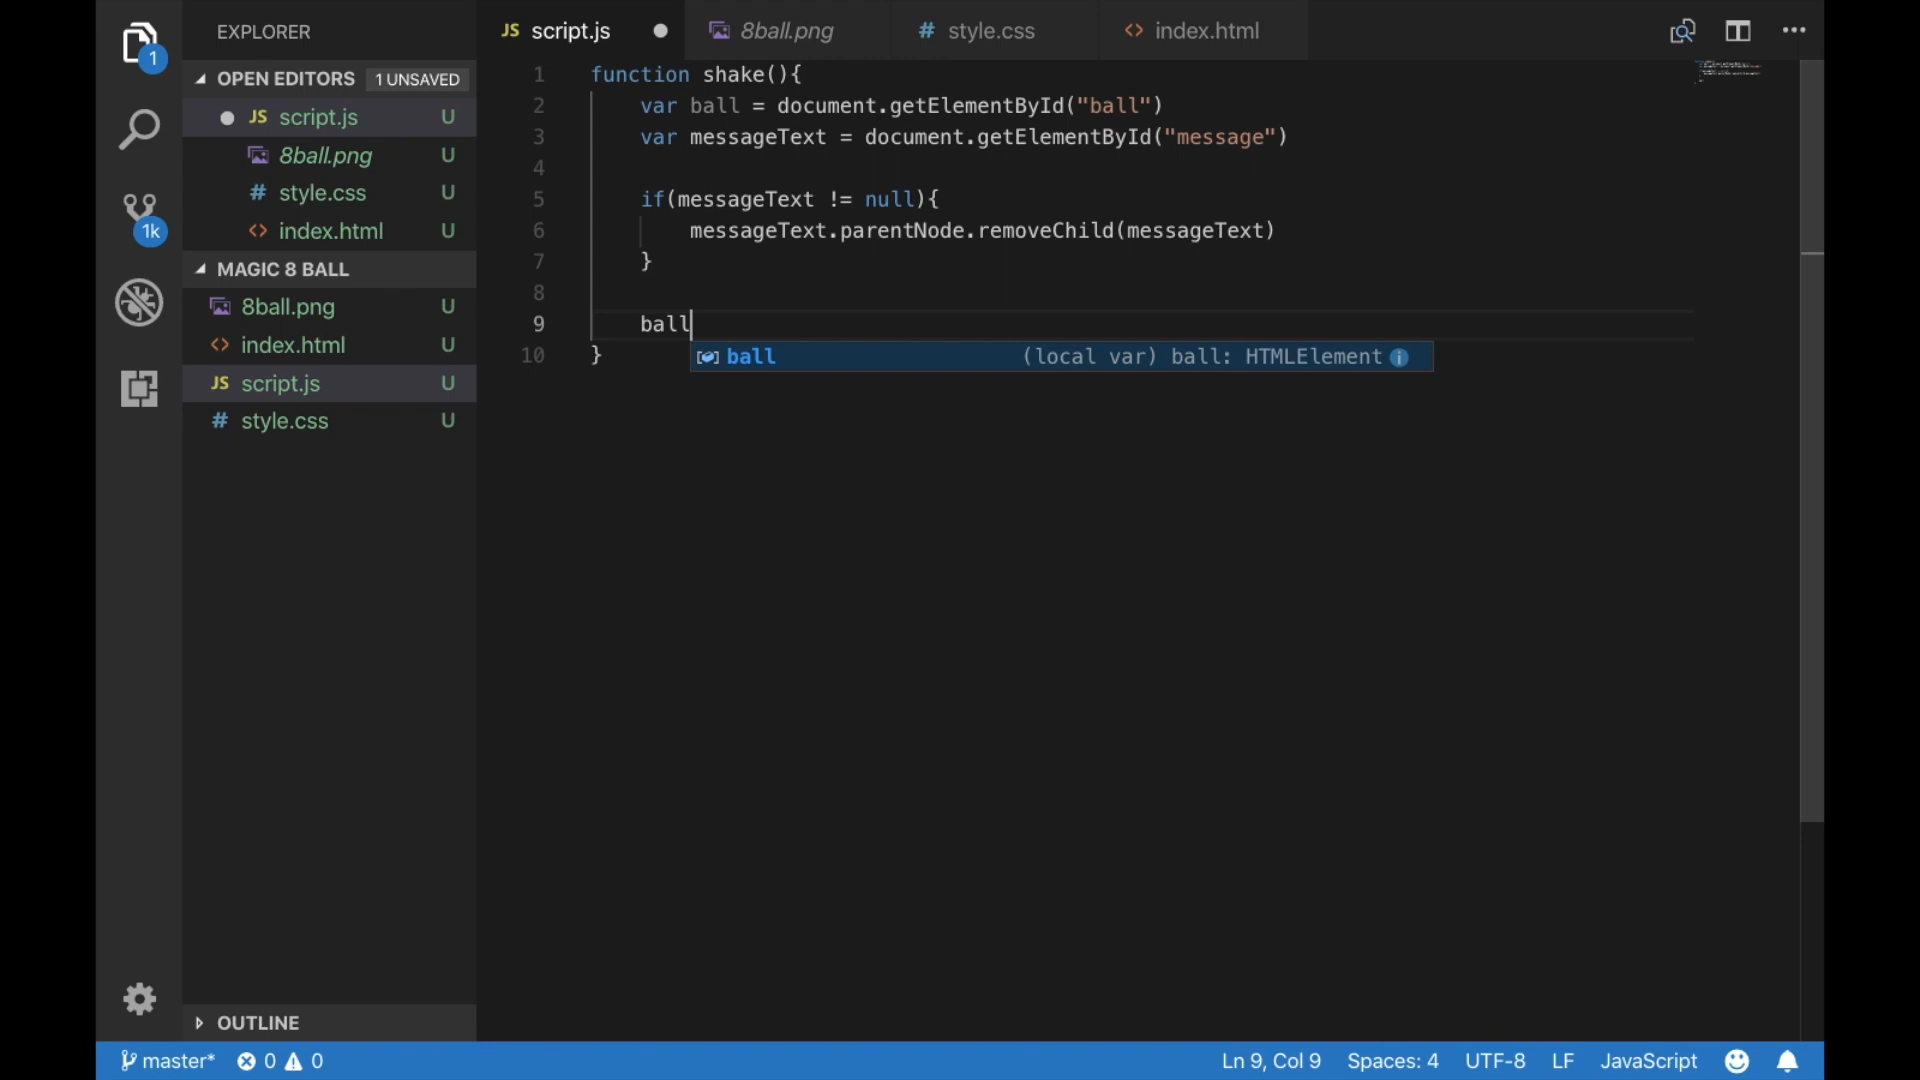 EXPLORER
OPEN EDITORS 1 UNSAVED
JS script.js U
8ball.png U
# style.css U
<> index.html U
MAGIC 8 BALL
8ball.png U
<> index.html U
JS script.js U
# style.css U
OUTLINE
1
1k
JS script.js
8ball.png
# style.css
<> index.html
1 function shake(){
2 var ball = document.getElementById("ball")
3 var messageText = document.getElementById("message")
4
5 if(messageText != null){
6 messageText.parentNode.removeChild(messageText)
7 }
8
9 ball
10 }
ball (local var) ball: HTMLElement
master* 0 0
Ln 9, Col 9 Spaces: 4 UTF-8 LF JavaScript